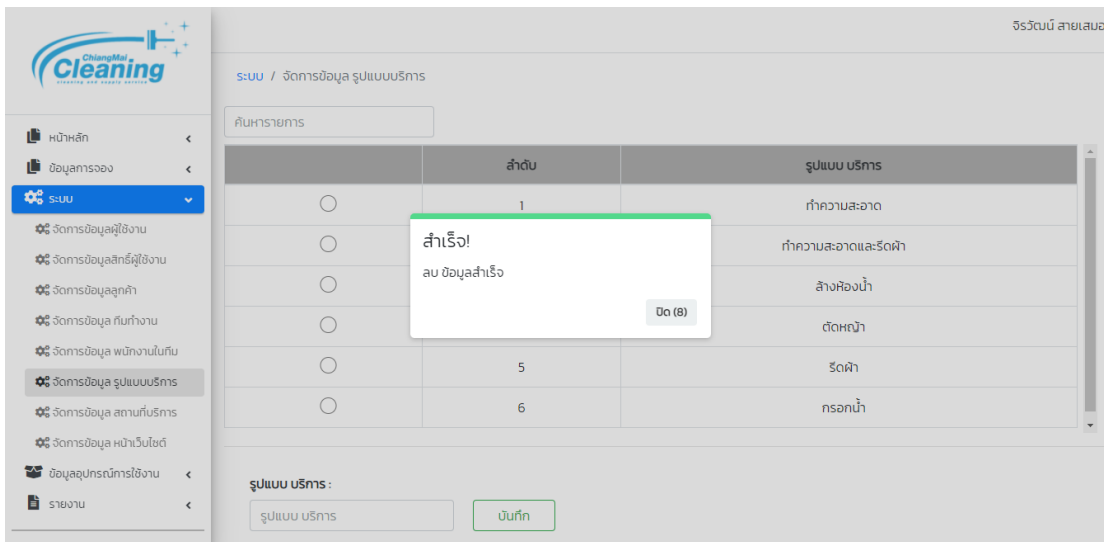 จิรวัฒน์ สายเสมอ
ChiangMai
Cleaning
cleaning and supply service
ระบบ / จัดการข้อมูล รูปแบบบริการ
ค้นหารายการ
หน้าหลัก
ข้อมูลการจอง
ระบบ
จัดการข้อมูลผู้ใช้งาน
จัดการข้อมูลสิทธิ์ผู้ใช้งาน
จัดการข้อมูลลูกค้า
จัดการข้อมูล ทีมทำงาน
จัดการข้อมูล พนักงานในทีม
จัดการข้อมูล รูปแบบบริการ
จัดการข้อมูล สถานที่บริการ
จัดการข้อมูล หน้าเว็บไซต์
ข้อมูลอุปกรณ์การใช้งาน
รายงาน
ลำดับ รูปแบบ บริการ
1 ทำความสะอาด
ทำความสะอาดและรีดผ้า
ล้างห้องน้ำ
ตัดหญ้า
5 รีดผ้า
6 กรอกน้ำ
สำเร็จ!
ลบ ข้อมูลสำเร็จ
ปิด (8)
รูปแบบ บริการ :
รูปแบบ บริการ
บันทึก